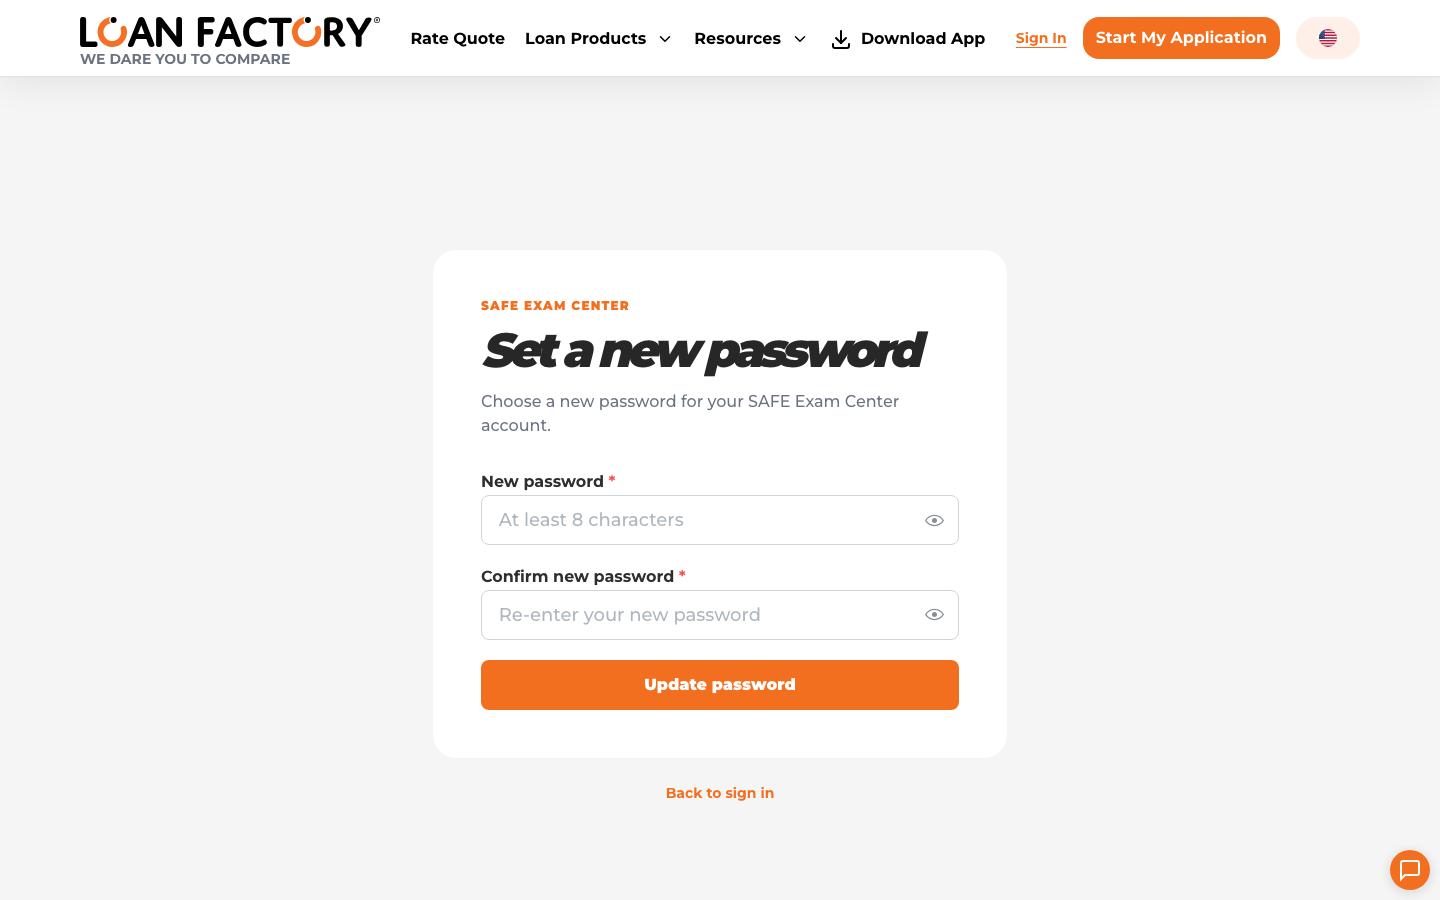 LOAN FACTORY®
WE DARE YOU TO COMPARE
Rate Quote
Loan Products
Resources
Download App
Sign In
Start My Application
SAFE EXAM CENTER
Set a new password
Choose a new password for your SAFE Exam Center
account.
New password *
At least 8 characters
Confirm new password *
Re-enter your new password
Update password
Back to sign in